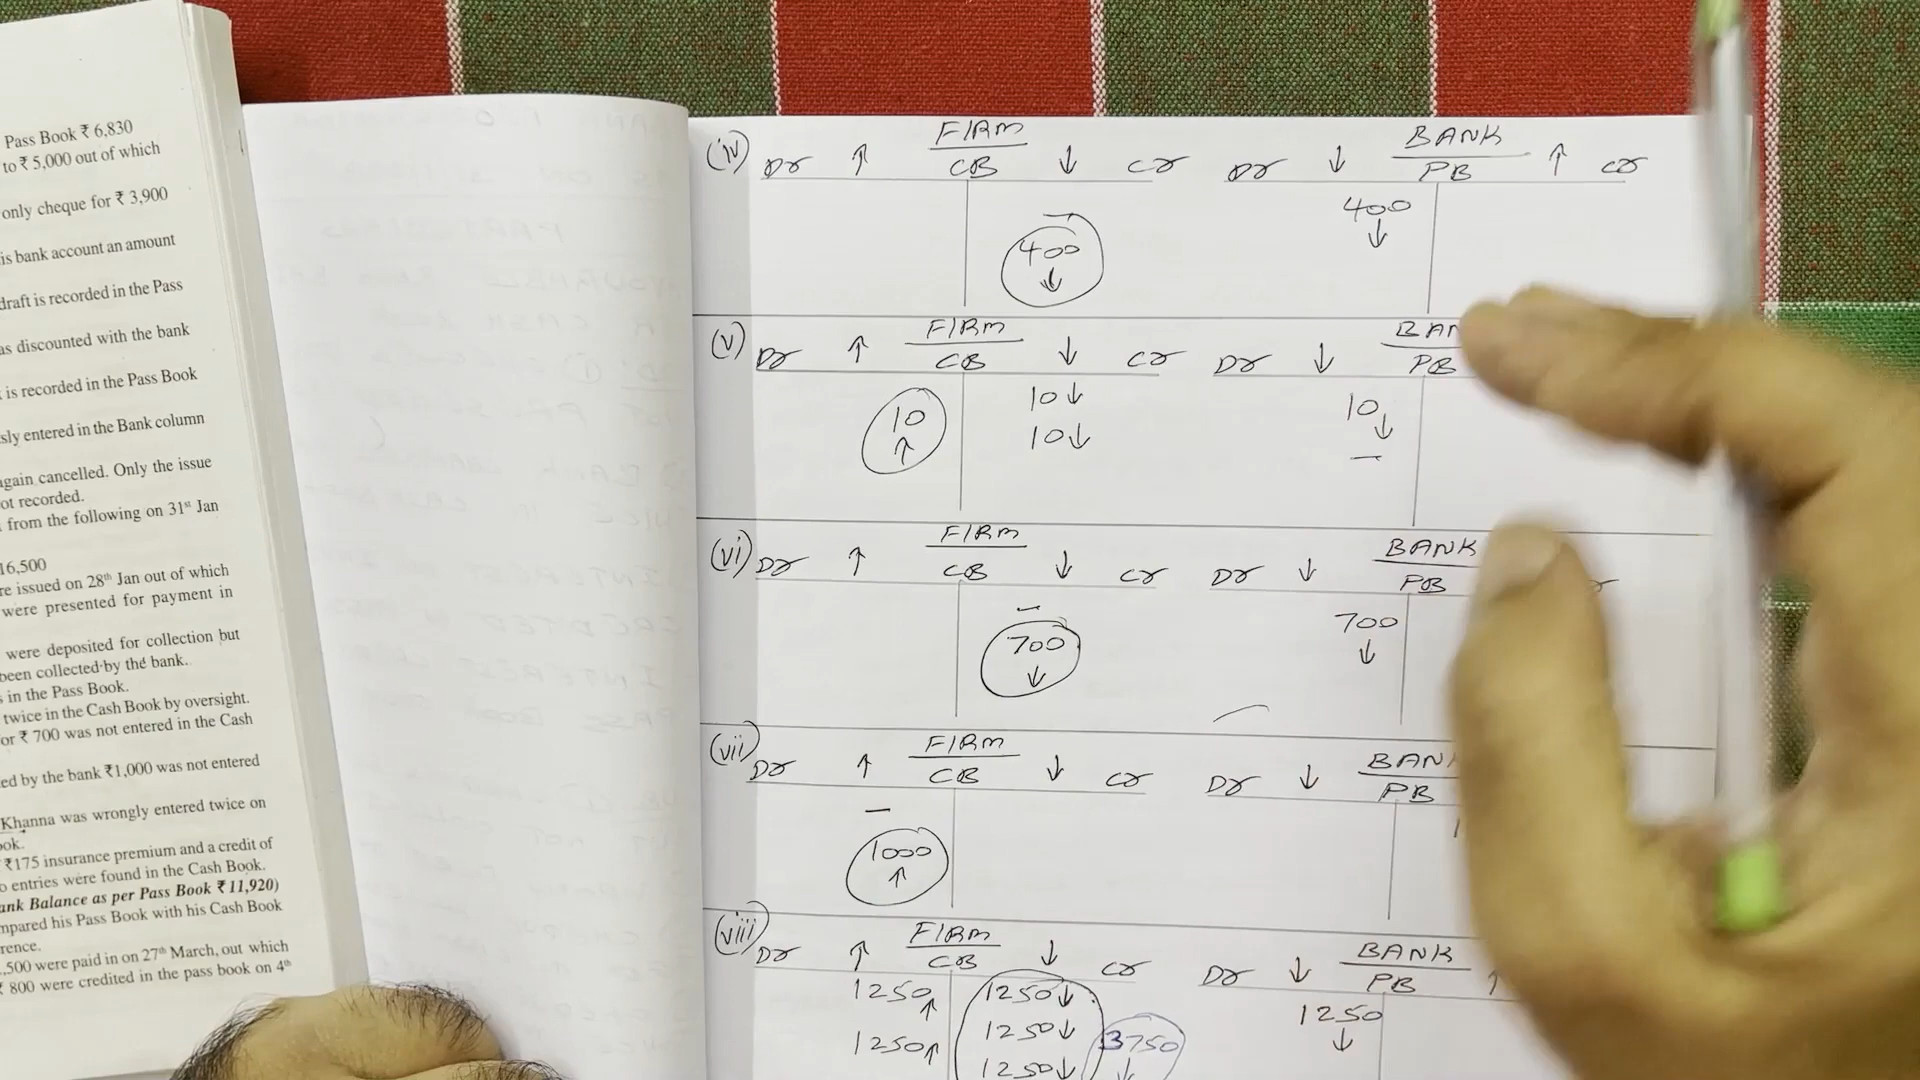 Pass Book ₹ 6,830
to ₹ 5,000 out of which
only cheque for ₹ 3,900
is bank account an amount
draft is recorded in the Pass
as discounted with the bank
is recorded in the Pass Book
sly entered in the Bank column
again cancelled. Only the issue
ot recorded.
from the following on 31st Jan
16,500
re issued on 28th Jan out of which
were presented for payment in
were deposited for collection but
been collected by the bank.
in the Pass Book.
twice in the Cash Book by oversight.
or ₹ 700 was not entered in the Cash
ed by the bank ₹1,000 was not entered
Khanna was wrongly entered twice on
ok.
₹175 insurance premium and a credit of
o entries were found in the Cash Book.
ank Balance as per Pass Book ₹ 11,920)
mpared his Pass Book with his Cash Book
rence.
,500 were paid in on 27th March, out which
₹ 800 were credited in the pass book on 4th
(iv) Dr ↑ FIRM ↓ Cr Dr ↓ BANK ↑ Cr
CB PB
400
400
↓
↓
(v) Dr ↑ FIRM ↓ Cr Dr ↓ BAN
CB PB
10 ↑
10↓
10↓
10↓
(vi) Dr ↑ FIRM ↓ Cr Dr ↓ BANK
CB PB
700
↓
700
↓
(vii) Dr ↑ FIRM ↓ Cr Dr ↓ BAN
CB PB
1000
↑
(viii) Dr ↑ FIRM ↓ Cr Dr ↓ BANK ↑
CB PB
1250↑ 1250↓ 1250↓
1250↑ 1250↓ 3750↓
1250↓